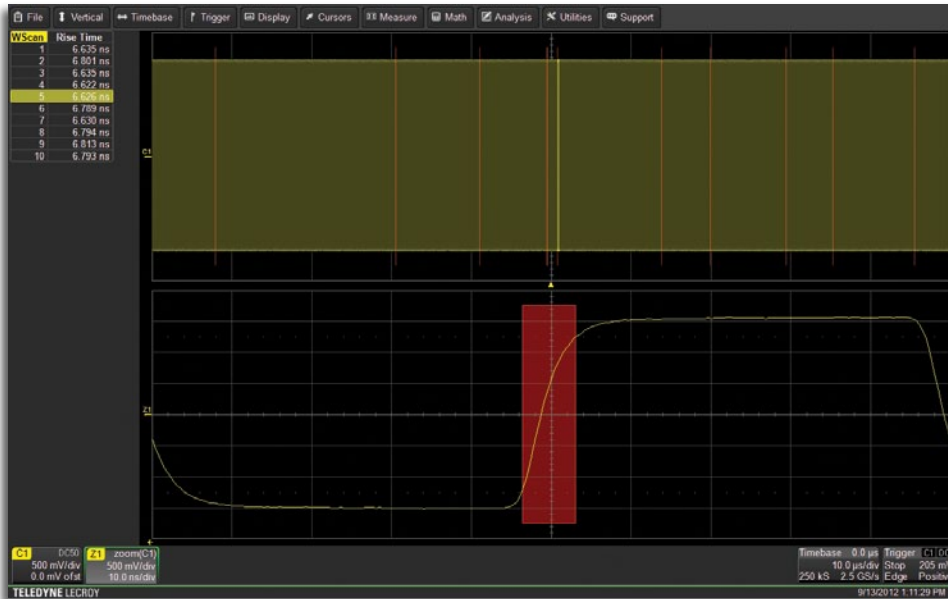 File Vertical Timebase Trigger Display Cursors Measure Math Analysis Utilities Support
WScan Rise Time
1 6.635 ns
2 6.801 ns
3 6.635 ns
4 6.622 ns
5 6.626 ns
6 6.789 ns
7 6.630 ns
8 6.794 ns
9 6.813 ns
10 6.793 ns
C1
Z1
C1 DC50 Z1 zoom(C1)
500 mV/div 500 mV/div
0.0 mV ofst 10.0 ns/div
Timebase 0.0 µs Trigger C1 DC
10.0 µs/div Stop 205 m
250 kS 2.5 GS/s Edge Positi
TELEDYNE LECROY 9/13/2012 1:11:29 PM